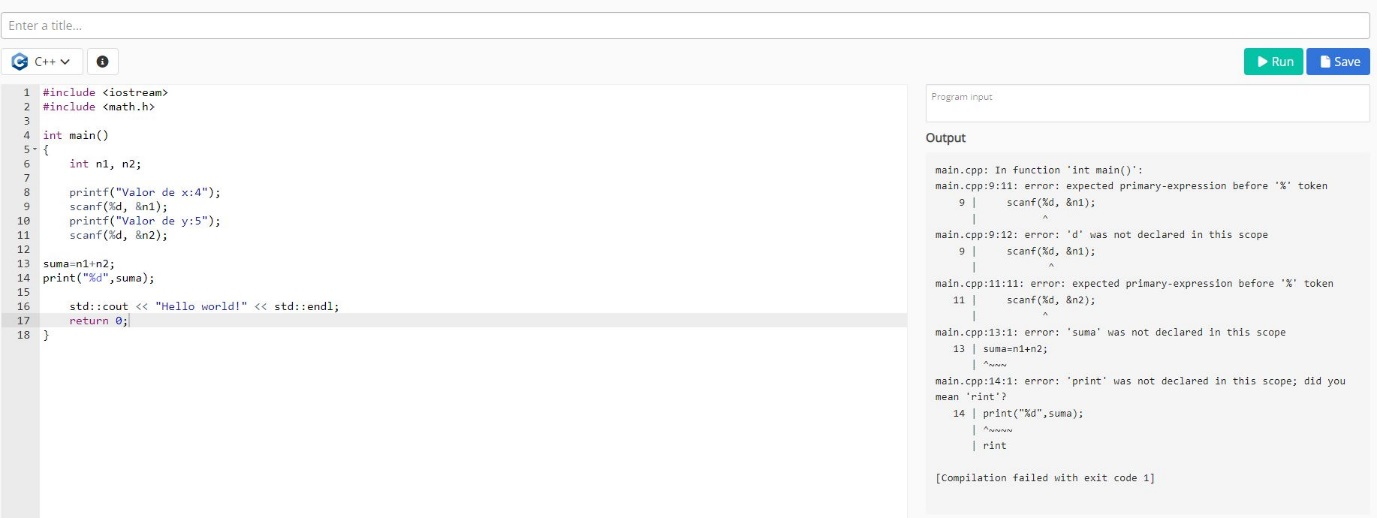 Enter a title...
C++
Run
Save
1 #include <iostream>
2 #include <math.h>
3
4 int main()
5 {
6     int n1, n2;
7
8     printf("Valor de x:4");
9     scanf(%d, &n1);
10     printf("Valor de y:5");
11     scanf(%d, &n2);
12
13 suma=n1+n2;
14 print("%d",suma);
15
16     std::cout << "Hello world!" << std::endl;
17     return 0;
18 }
Program input
Output
main.cpp: In function 'int main()':
main.cpp:9:11: error: expected primary-expression before '%' token
    9 |     scanf(%d, &n1);
      |           ^
main.cpp:9:12: error: 'd' was not declared in this scope
    9 |     scanf(%d, &n1);
      |            ^
main.cpp:11:11: error: expected primary-expression before '%' token
   11 |     scanf(%d, &n2);
      |           ^
main.cpp:13:1: error: 'suma' was not declared in this scope
   13 | suma=n1+n2;
      | ^~~~
main.cpp:14:1: error: 'print' was not declared in this scope; did you
mean 'rint'?
   14 | print("%d",suma);
      | ^~~~~
      | rint
[Compilation failed with exit code 1]